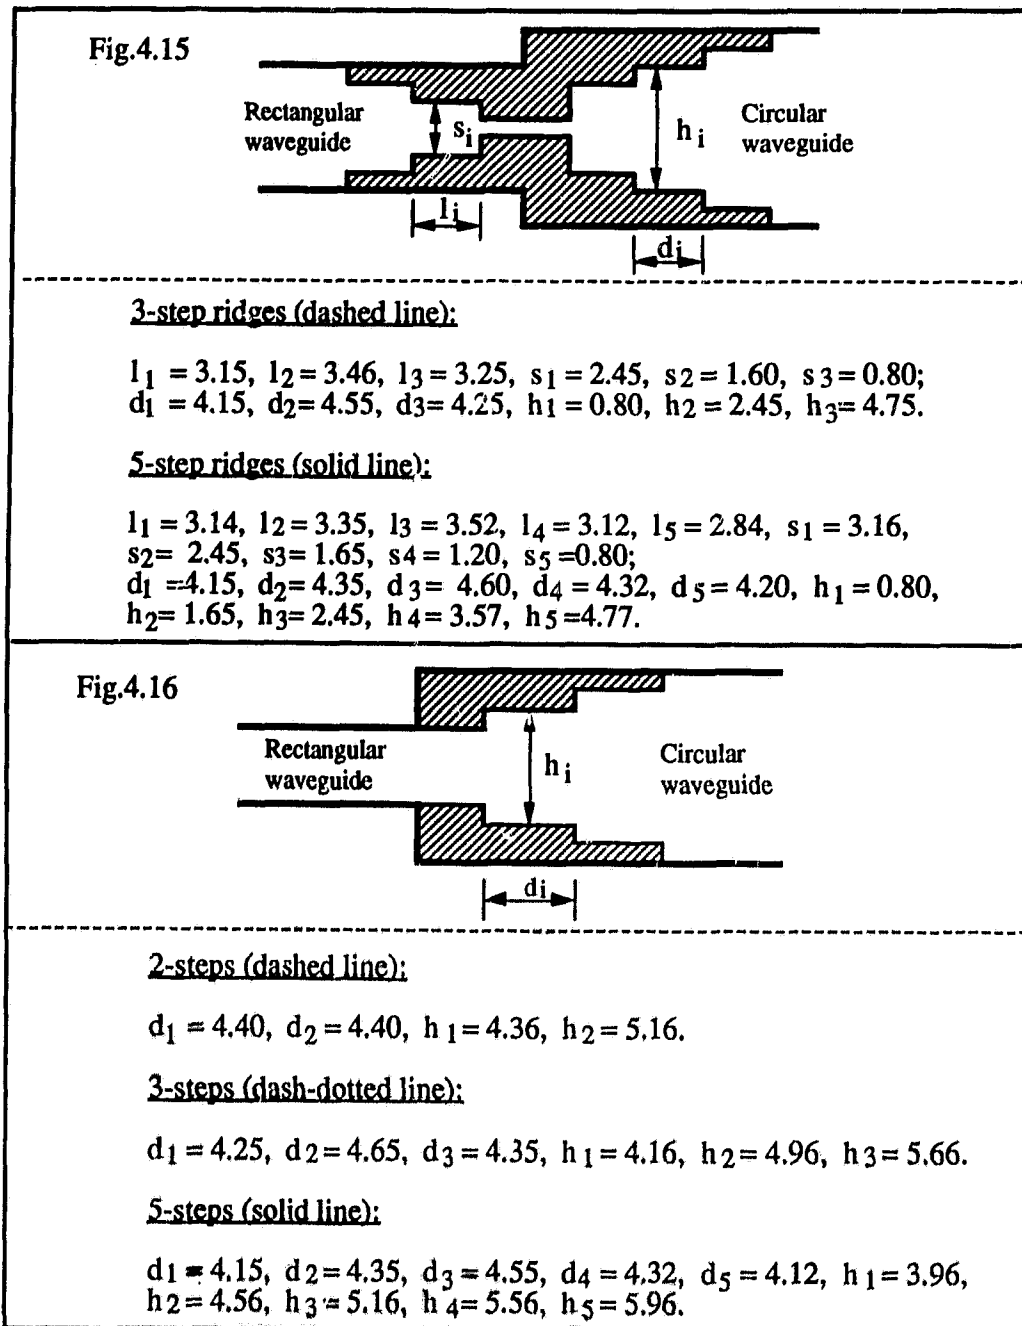 Fig.4.15
Rectangular
waveguide
si
hi
Circular
waveguide
li
di
3-step ridges (dashed line):
l1 = 3.15, l2 = 3.46, l3 = 3.25, s1 = 2.45, s2 = 1.60, s3 = 0.80;
d1 = 4.15, d2 = 4.55, d3 = 4.25, h1 = 0.80, h2 = 2.45, h3 = 4.75.
5-step ridges (solid line):
l1 = 3.14, l2 = 3.35, l3 = 3.52, l4 = 3.12, l5 = 2.84, s1 = 3.16,
s2 = 2.45, s3 = 1.65, s4 = 1.20, s5 = 0.80;
d1 = 4.15, d2 = 4.35, d3 = 4.60, d4 = 4.32, d5 = 4.20, h1 = 0.80,
h2 = 1.65, h3 = 2.45, h4 = 3.57, h5 = 4.77.
Fig.4.16
Rectangular
waveguide
hi
Circular
waveguide
di
2-steps (dashed line):
d1 = 4.40, d2 = 4.40, h1 = 4.36, h2 = 5.16.
3-steps (dash-dotted line):
d1 = 4.25, d2 = 4.65, d3 = 4.35, h1 = 4.16, h2 = 4.96, h3 = 5.66.
5-steps (solid line):
d1 = 4.15, d2 = 4.35, d3 = 4.55, d4 = 4.32, d5 = 4.12, h1 = 3.96,
h2 = 4.56, h3 = 5.16, h4 = 5.56, h5 = 5.96.